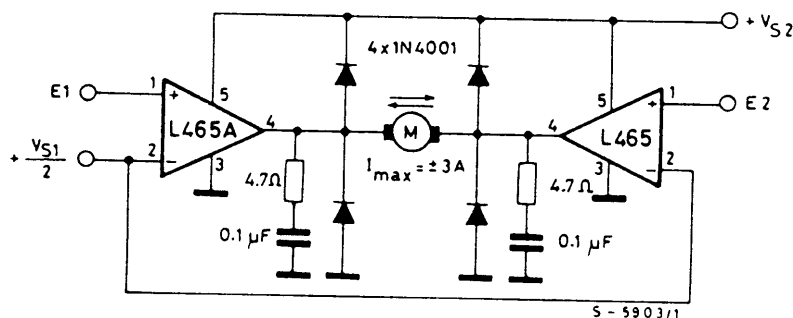 + VS2
4x1N4001
E1
1
+
5
L465A
4
3
2
−
+ VS1/2
M
Imax = ±3A
4.7Ω
0.1 µF
4.7Ω
0.1 µF
4
5
L465
3
1
+
E2
−
2
S - 5903/1